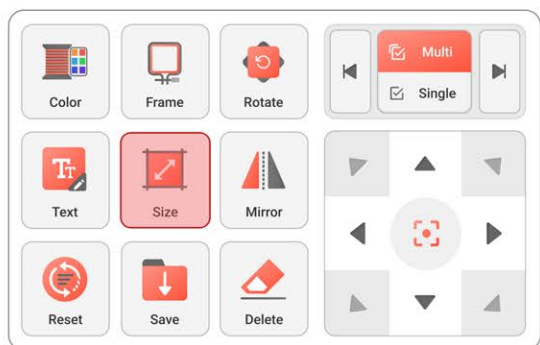 Color
Frame
Rotate
Multi
Single
Text
Size
Mirror
Reset
Save
Delete